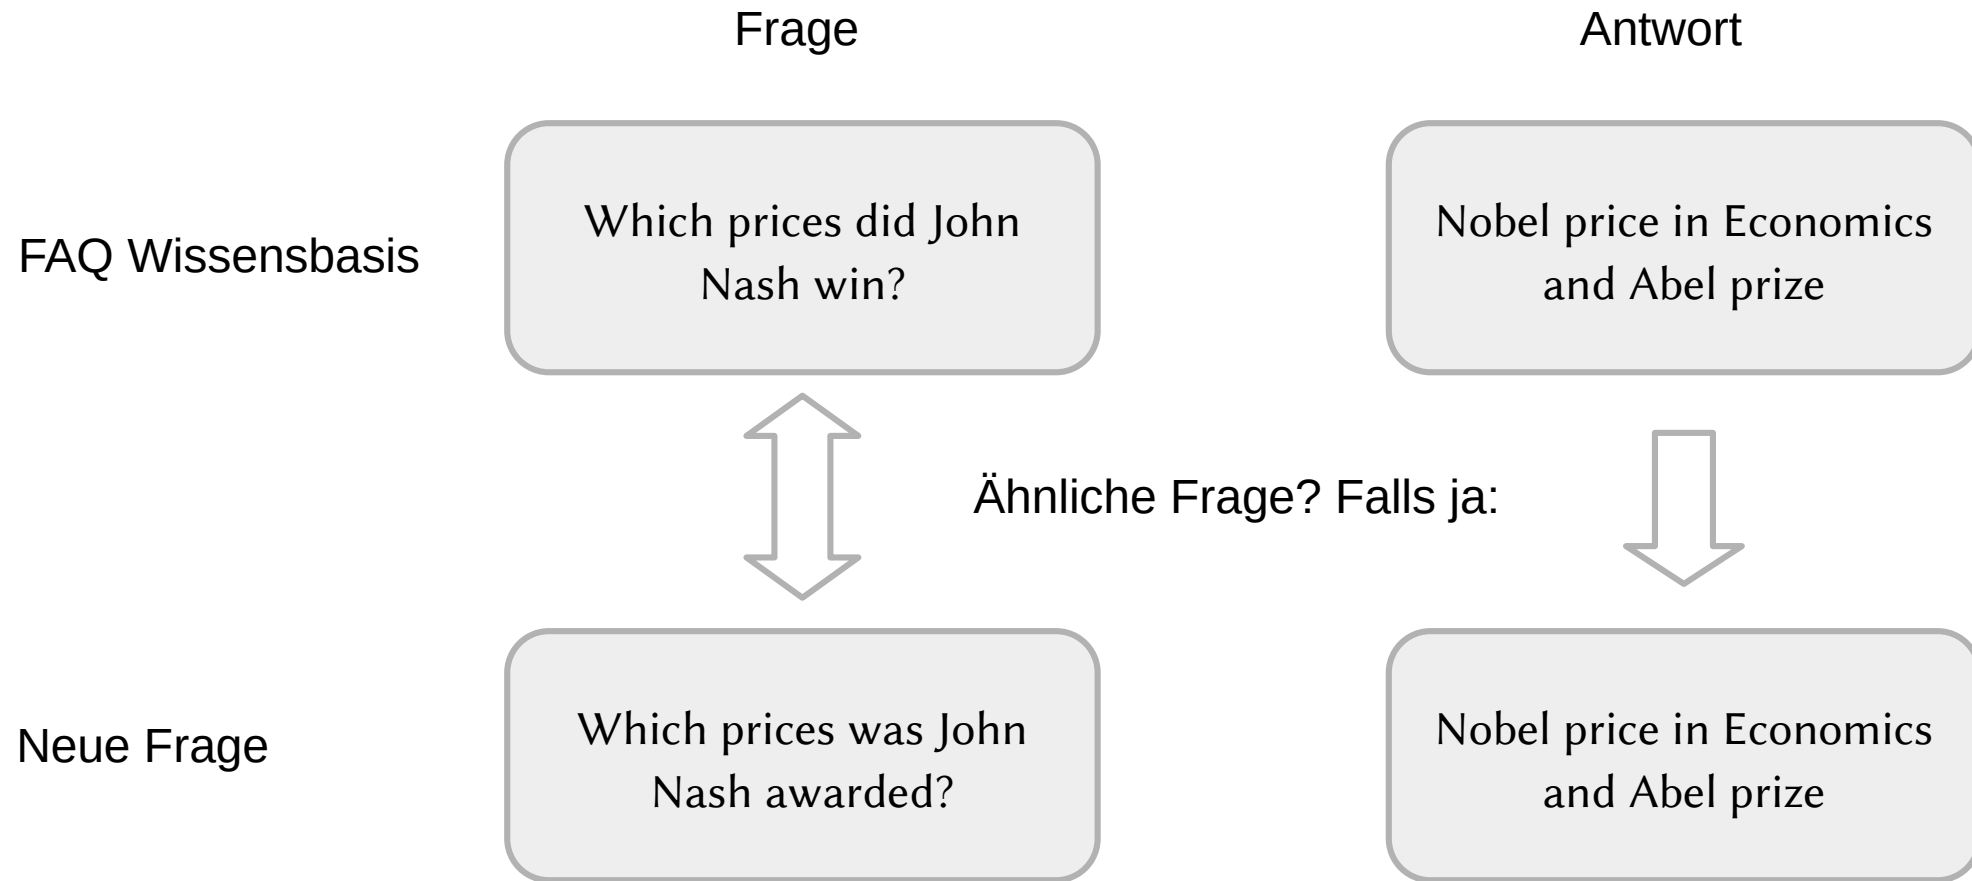 Frage
Antwort
FAQ Wissensbasis
Which prices did John
Nash win?
Nobel price in Economics
and Abel prize
Ähnliche Frage? Falls ja:
Neue Frage
Which prices was John
Nash awarded?
Nobel price in Economics
and Abel prize